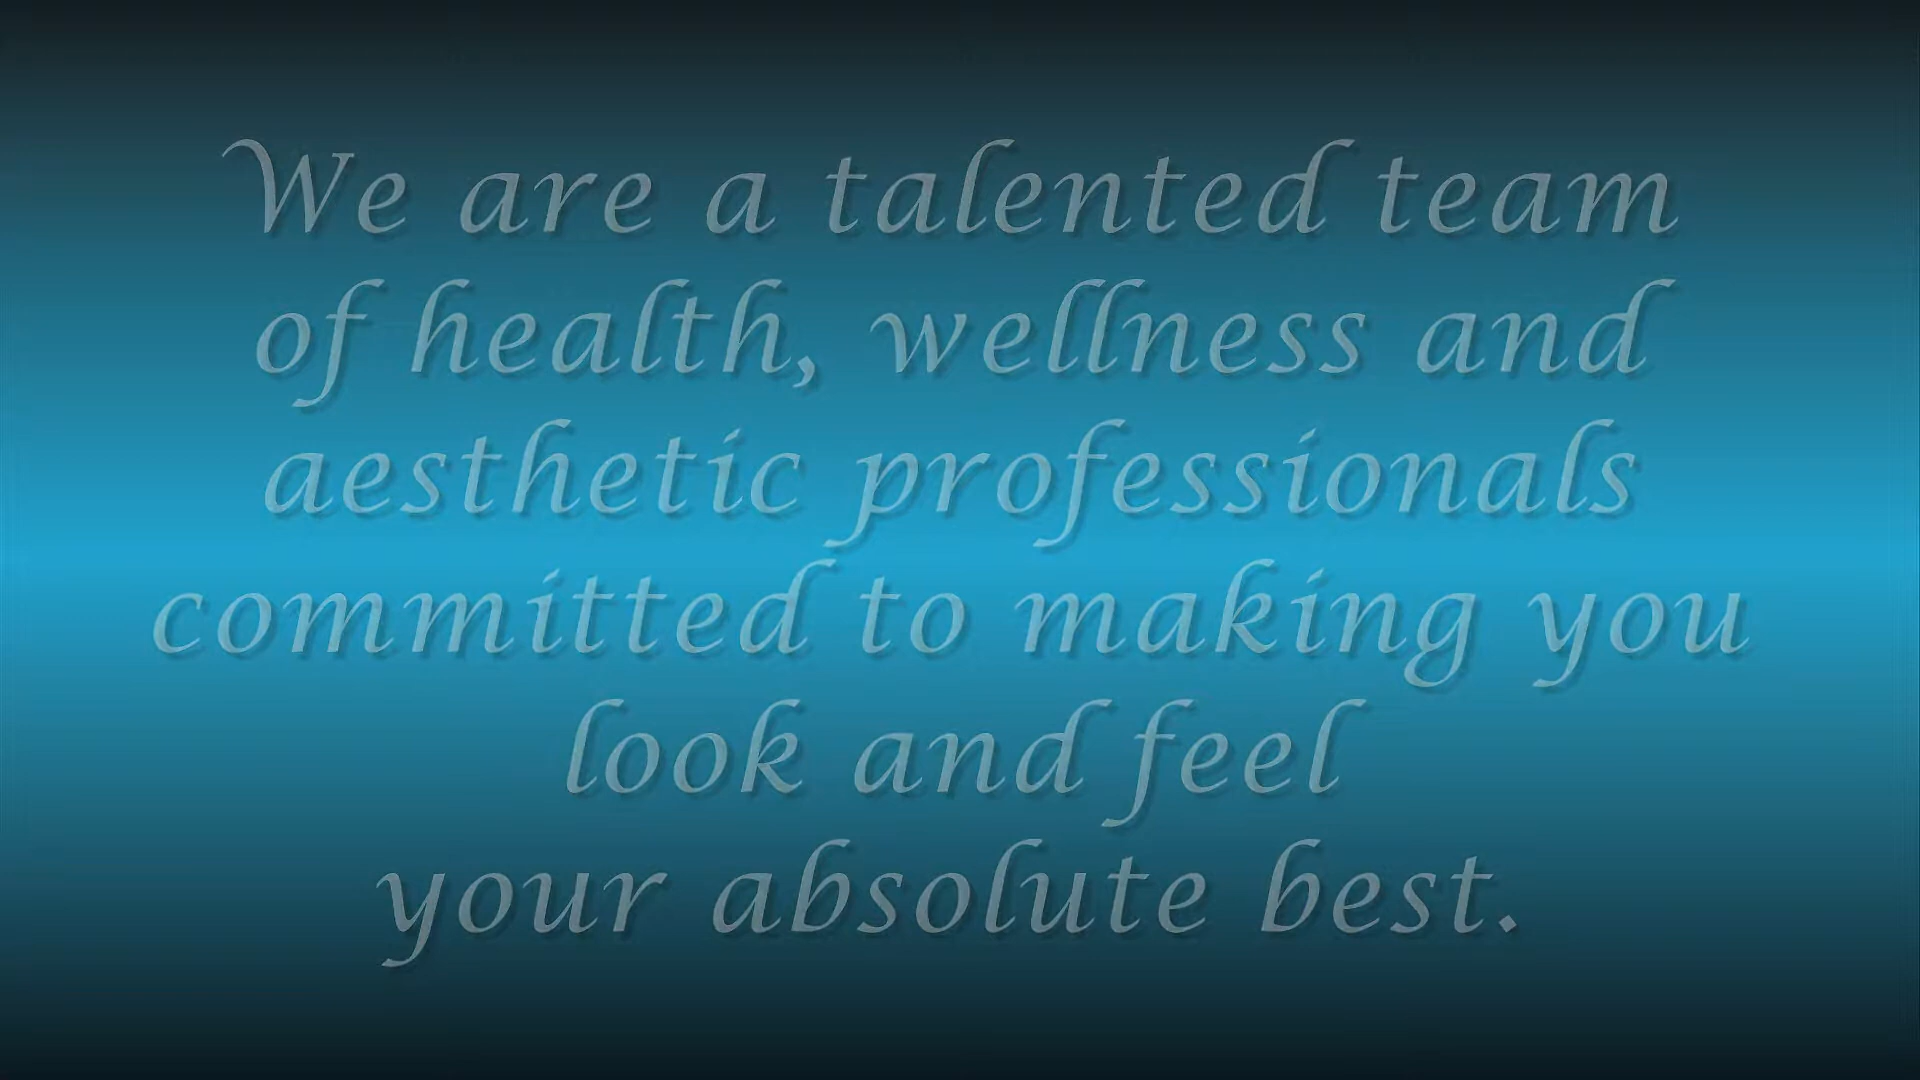 We are a talented team
of health, wellness and
aesthetic professionals
committed to making you
look and feel
your absolute best.